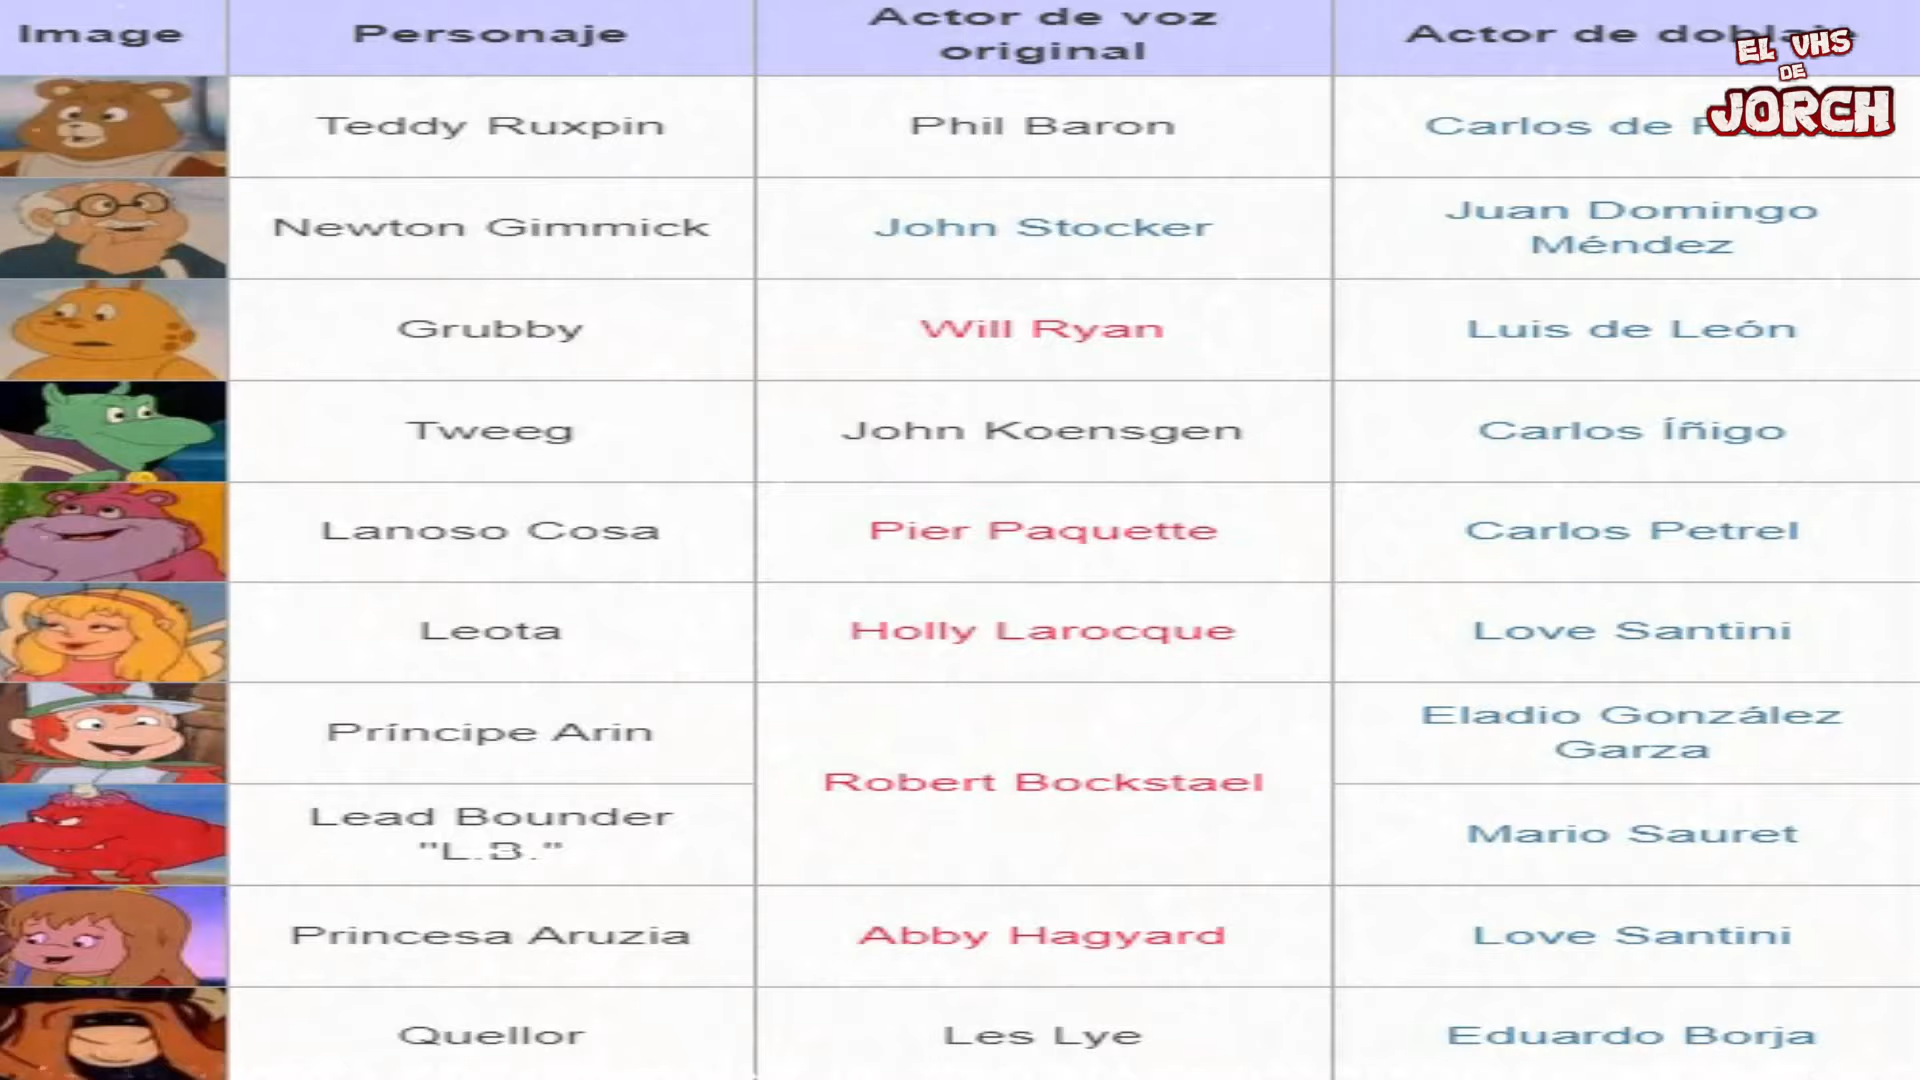 Image
Personaje
Actor de voz
original
Actor de
EL VHS
DE
JORCH
Teddy Ruxpin
Phil Baron
Carlos de
Newton Gimmick
John Stocker
Juan Domingo
Méndez
Grubby
Will Ryan
Luis de León
Tweeg
John Koensgen
Carlos Íñigo
Lanoso Cosa
Pier Paquette
Carlos Petrel
Leota
Holly Larocque
Love Santini
Príncipe Arin
Robert Bockstael
Eladio González
Garza
Lead Bounder
"L.B."
Mario Sauret
Princesa Aruzia
Abby Hagyard
Love Santini
Quellor
Les Lye
Eduardo Borja